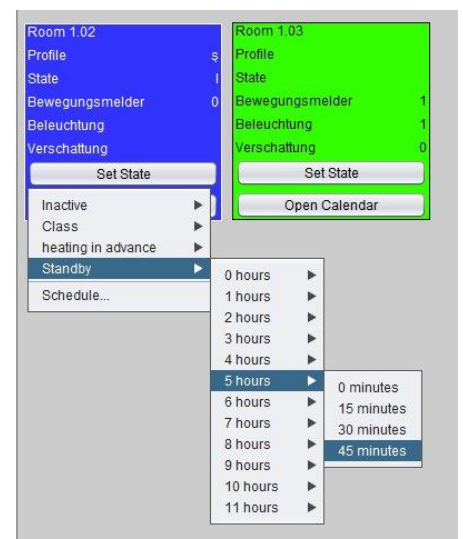 Room 1.02
Profile ş
State I
Bewegungsmelder 0
Beleuchtung
Verschattung
Set State
Room 1.03
Profile
State
Bewegungsmelder 1
Beleuchtung 1
Verschattung 0
Set State
Open Calendar
Inactive
Class
heating in advance
Standby
Schedule...
0 hours
1 hours
2 hours
3 hours
4 hours
5 hours
6 hours
7 hours
8 hours
9 hours
10 hours
11 hours
0 minutes
15 minutes
30 minutes
45 minutes